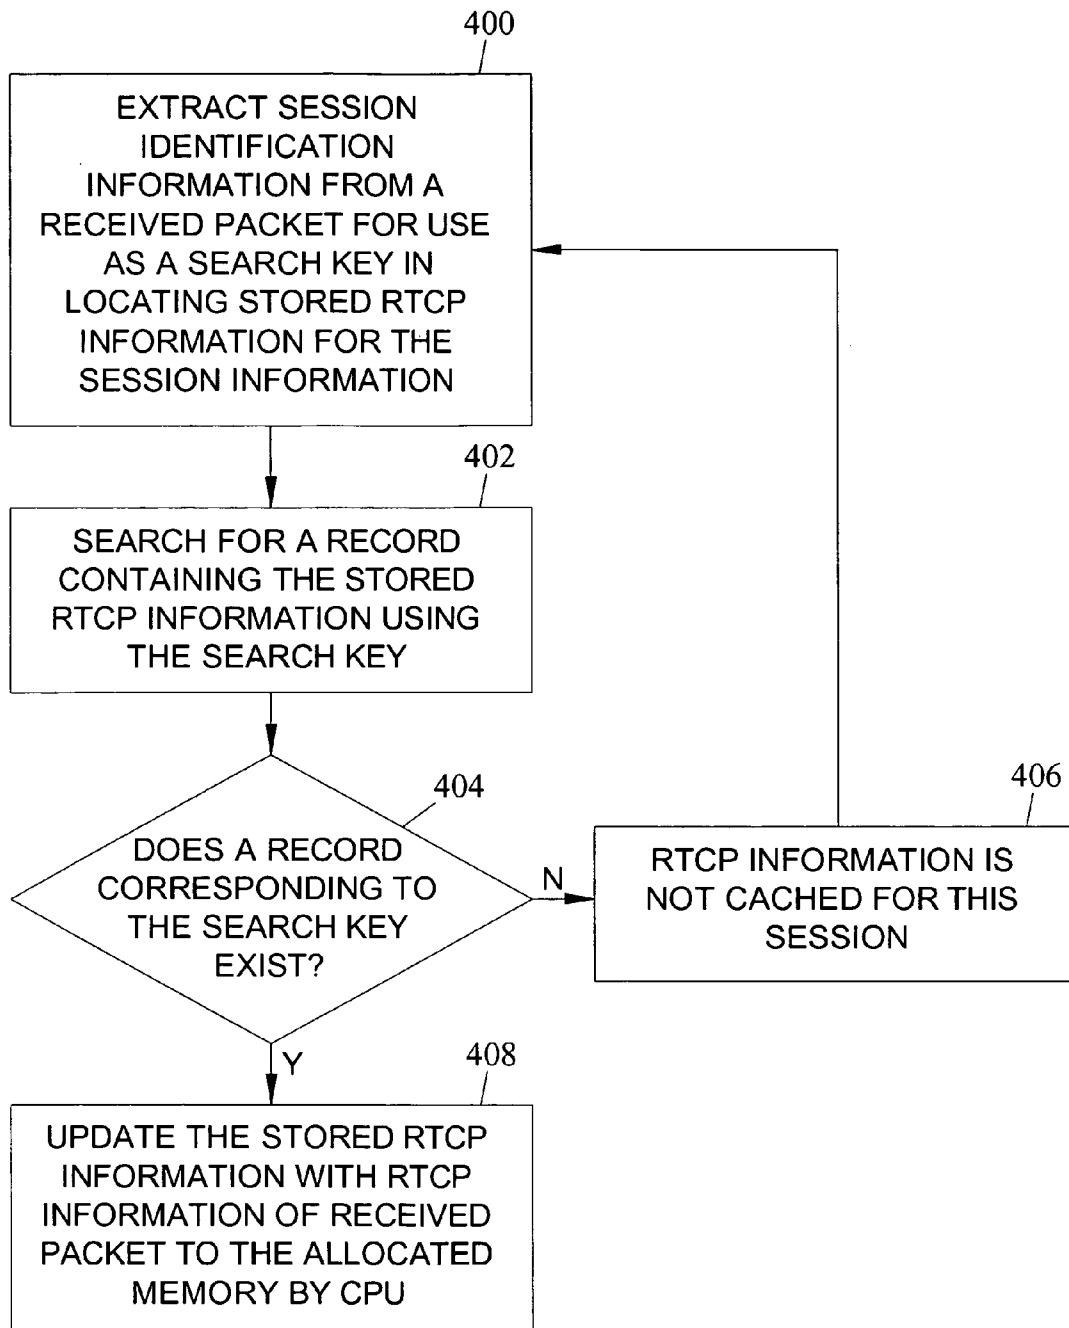 400
EXTRACT SESSION
IDENTIFICATION
INFORMATION FROM A
RECEIVED PACKET FOR USE
AS A SEARCH KEY IN
LOCATING STORED RTCP
INFORMATION FOR THE
SESSION INFORMATION
402
SEARCH FOR A RECORD
CONTAINING THE STORED
RTCP INFORMATION USING
THE SEARCH KEY
404
DOES A RECORD
CORRESPONDING TO
THE SEARCH KEY
EXIST?
N
406
RTCP INFORMATION IS
NOT CACHED FOR THIS
SESSION
Y
408
UPDATE THE STORED RTCP
INFORMATION WITH RTCP
INFORMATION OF RECEIVED
PACKET TO THE ALLOCATED
MEMORY BY CPU